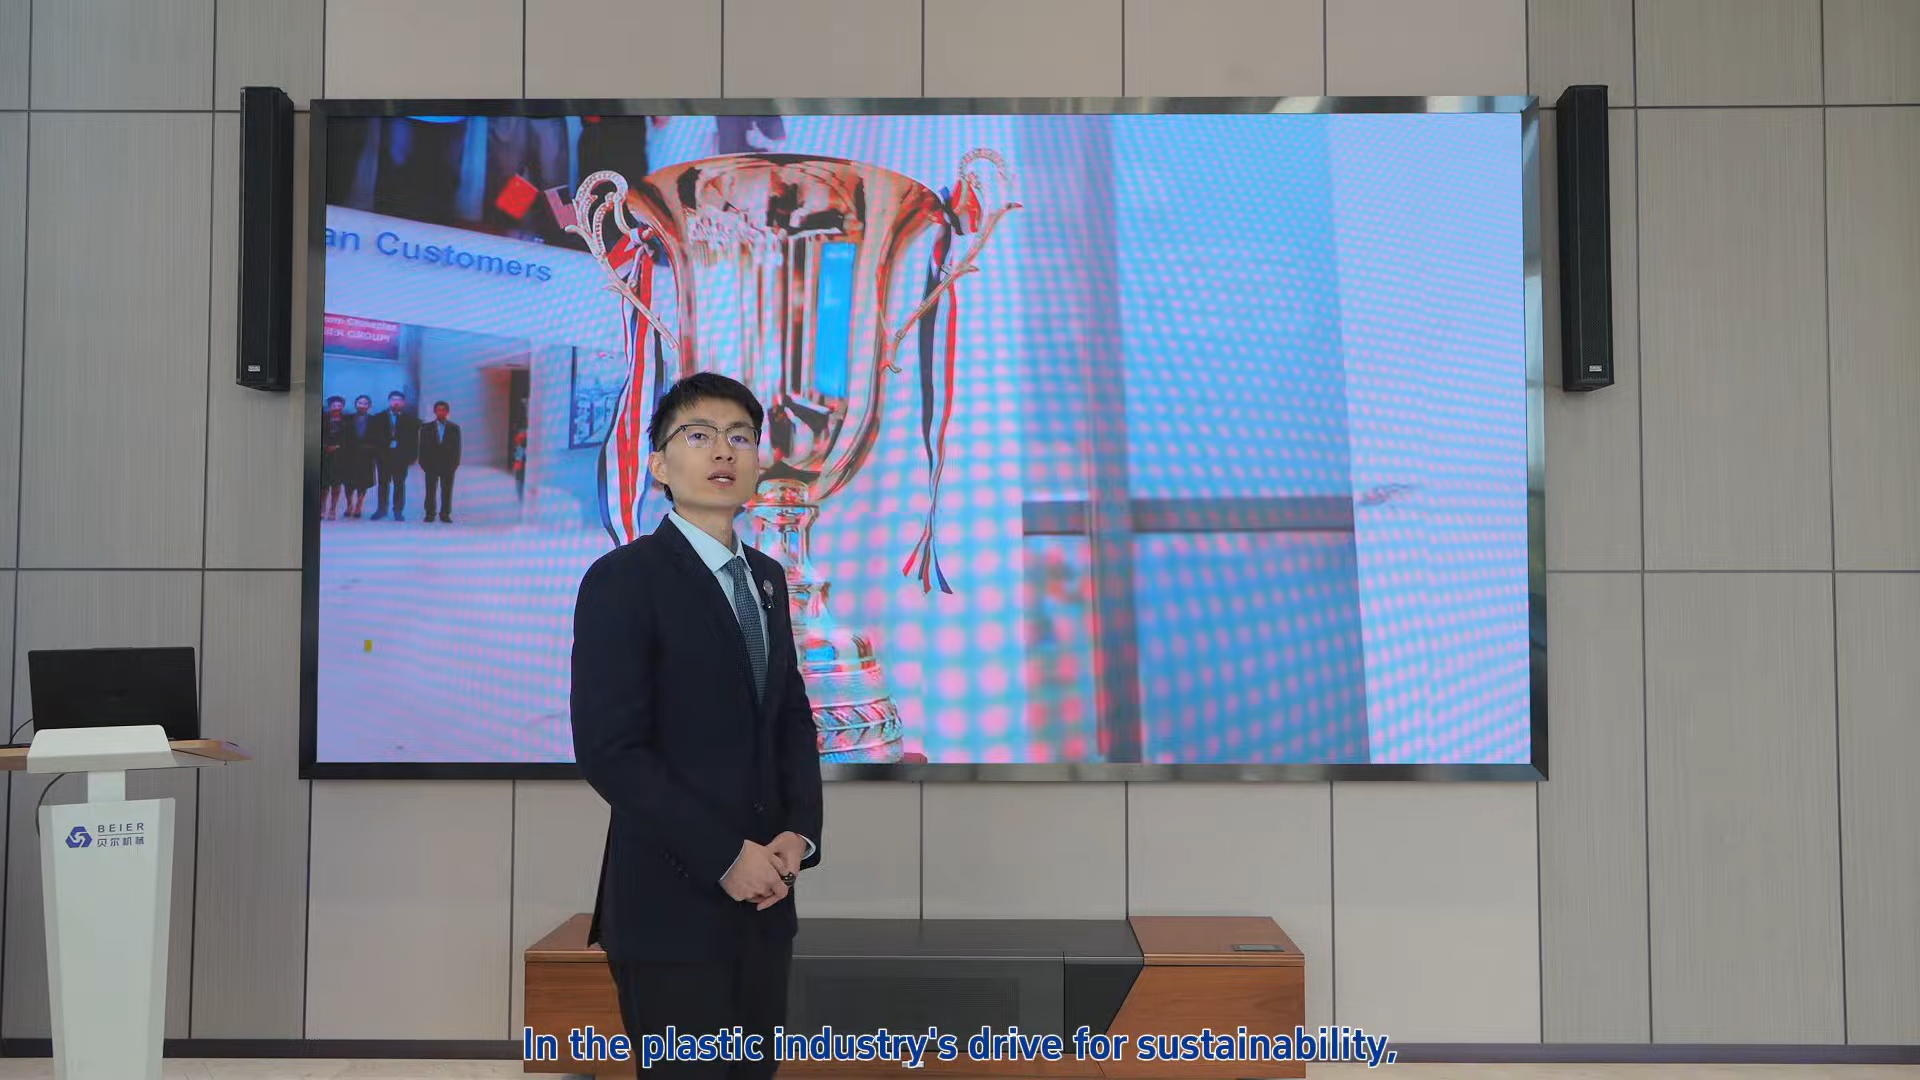 an Customers
BEIER
贝尔机械
In the plastic industry's drive for sustainability,